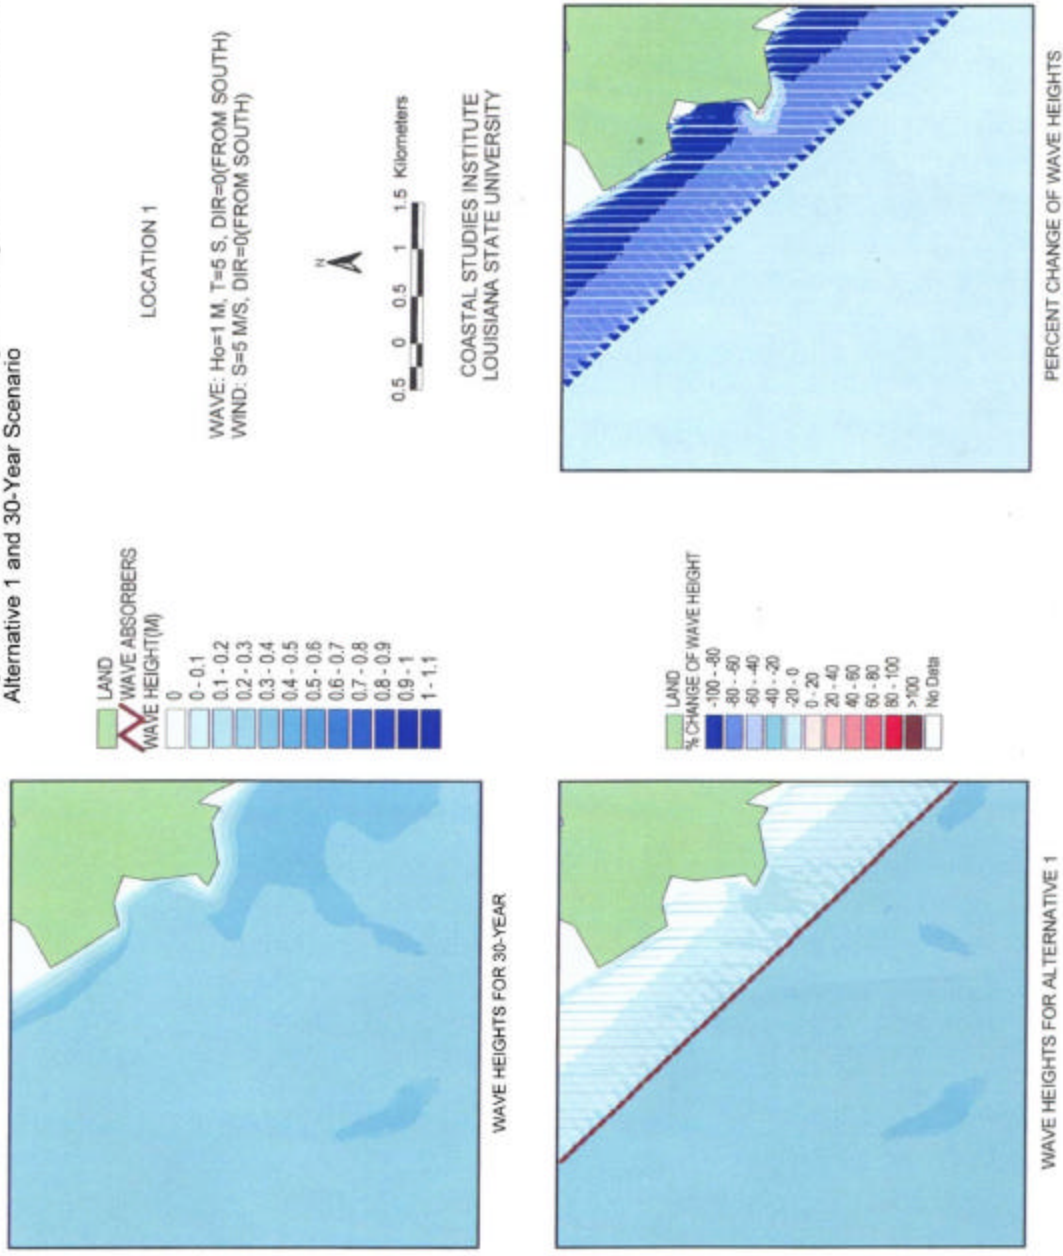 Alternative 1 and 30-Year Scenario
LAND
WAVE ABSORBERS
WAVE HEIGHT(M)
0
0 - 0.1
0.1 - 0.2
0.2 - 0.3
0.3 - 0.4
0.4 - 0.5
0.5 - 0.6
0.6 - 0.7
0.7 - 0.8
0.8 - 0.9
0.9 - 1
1 - 1.1
LOCATION 1
WAVE: Ho=1 M, T=5 S, DIR=0(FROM SOUTH)
WIND: S=5 M/S, DIR=0(FROM SOUTH)
N
0.5 0 0.5 1 1.5 Kilometers
COASTAL STUDIES INSTITUTE
LOUISIANA STATE UNIVERSITY
WAVE HEIGHTS FOR 30-YEAR
LAND
% CHANGE OF WAVE HEIGHT
-100 - -80
-80 - -60
-60 - -40
-40 - -20
-20 - 0
0 - 20
20 - 40
40 - 60
60 - 80
80 - 100
>100
No Data
WAVE HEIGHTS FOR ALTERNATIVE 1
PERCENT CHANGE OF WAVE HEIGHTS